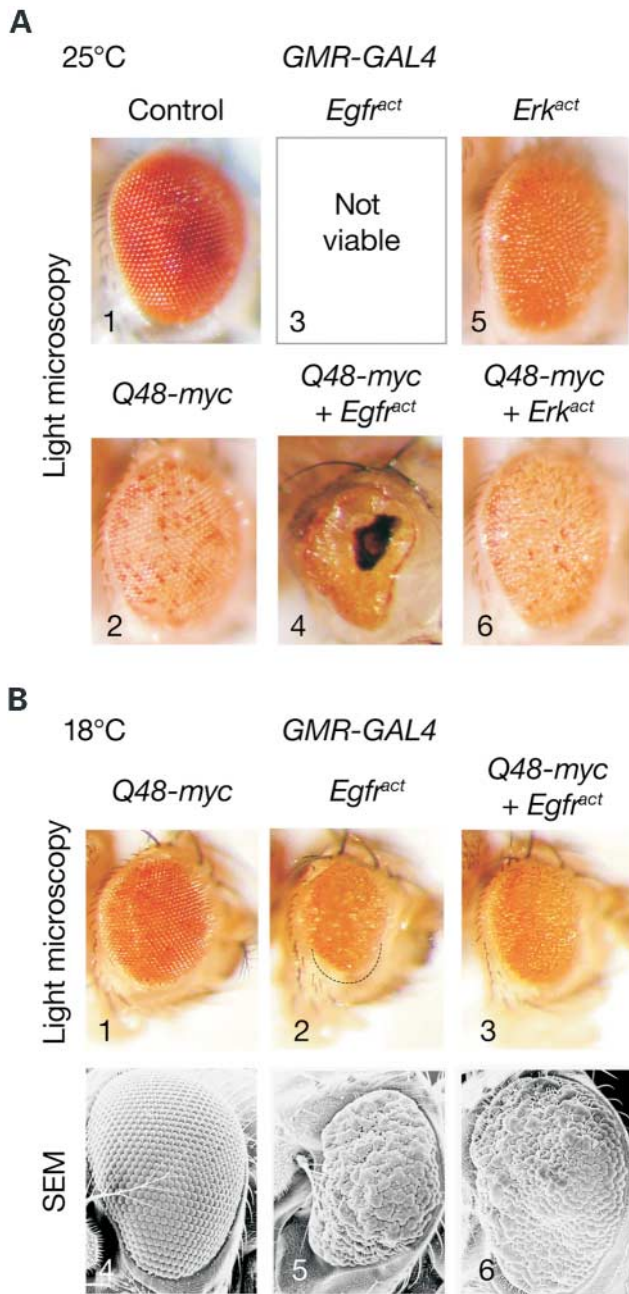 A
25°C GMR-GAL4
Control Egfr^act Erk^act
Light microscopy
1
Not
viable
3
5
Q48-myc Q48-myc Q48-myc
+ Egfr^act + Erk^act
2 4 6
B
18°C GMR-GAL4
Q48-myc Egfr^act Q48-myc
+ Egfr^act
Light microscopy
1 2 3
SEM
4 5 6